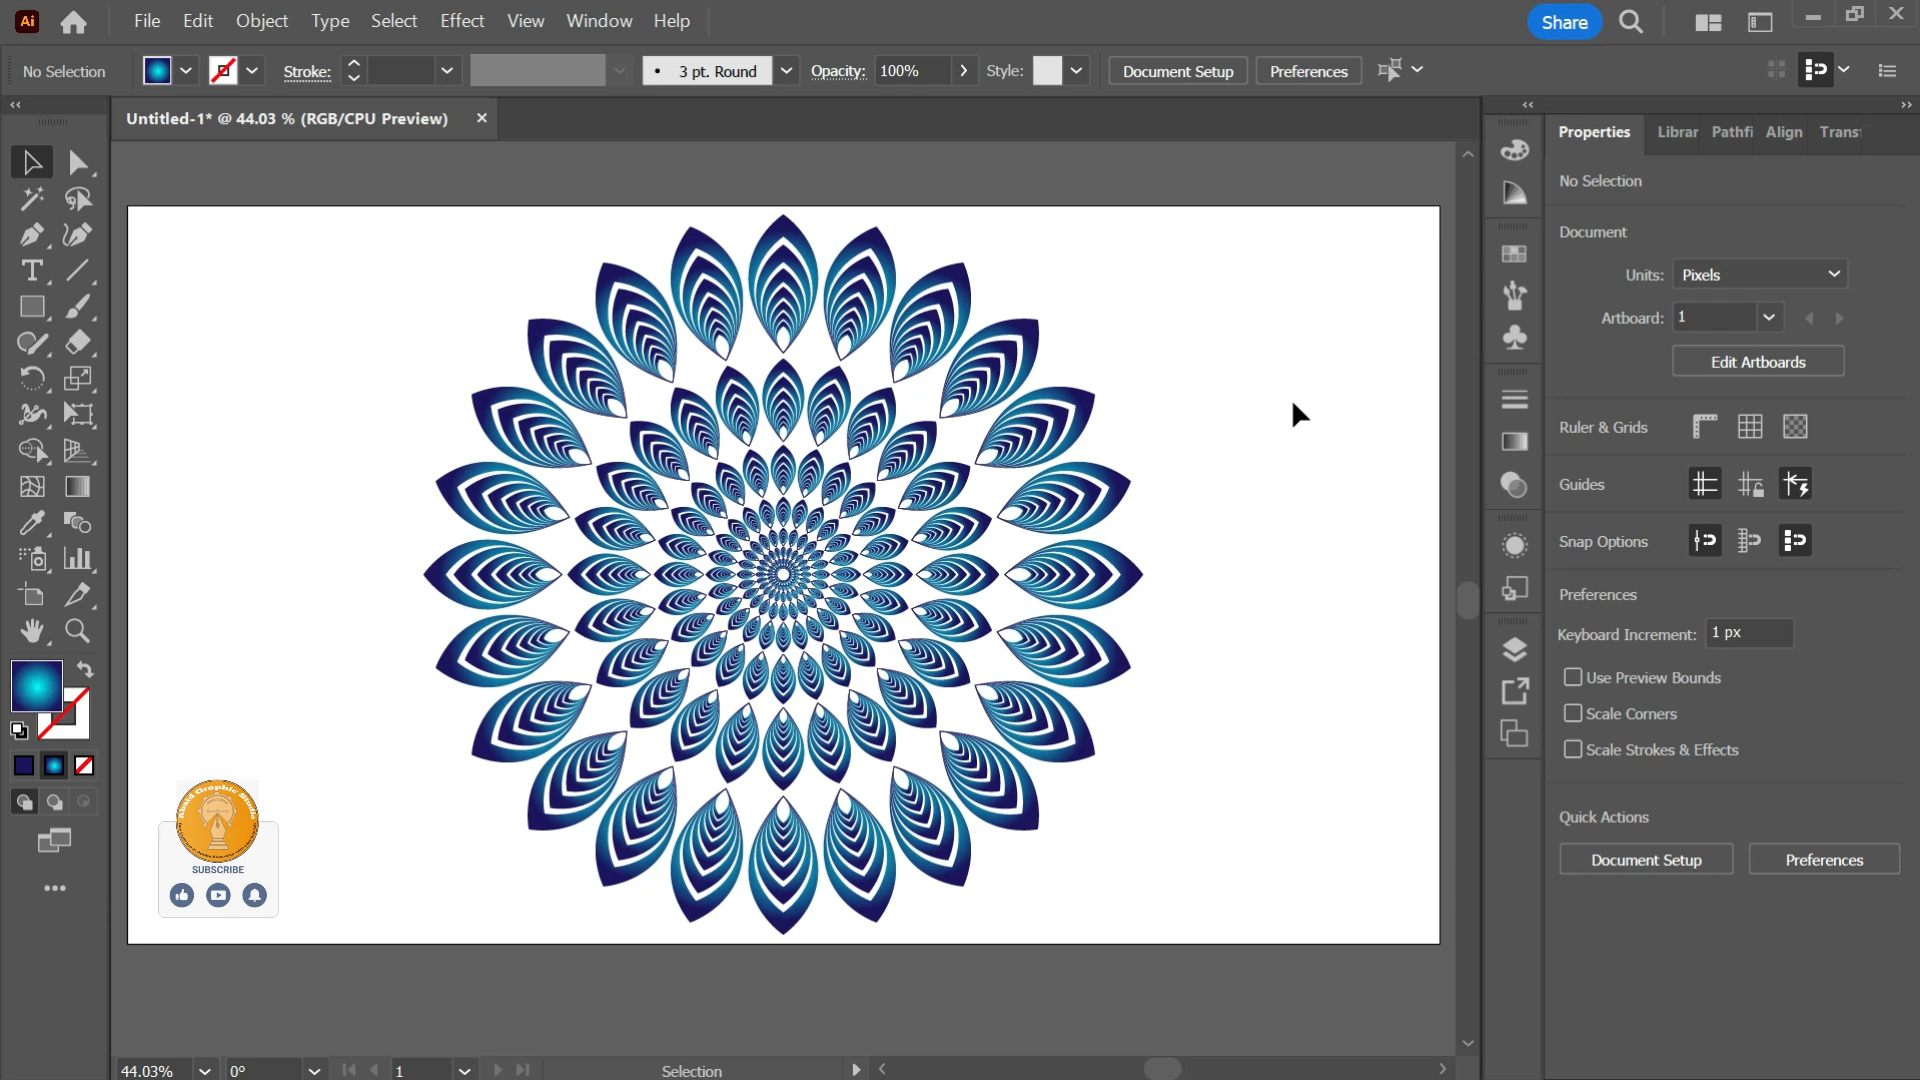 Ai File Edit Object Type Select Effect View Window Help Share
No Selection Stroke: 3 pt. Round Opacity: 100% Style: Document Setup Preferences
Untitled-1* @ 44.03 % (RGB/CPU Preview)
Properties Librar Pathfi Align Trans
No Selection
Document
Units: Pixels
Artboard: 1
Edit Artboards
Ruler & Grids
Guides
Snap Options
Preferences
Keyboard Increment: 1 px
Use Preview Bounds
Scale Corners
Scale Strokes & Effects
Quick Actions
Document Setup Preferences
Graphic Studio
SUBSCRIBE
44.03% 0° 1 Selection